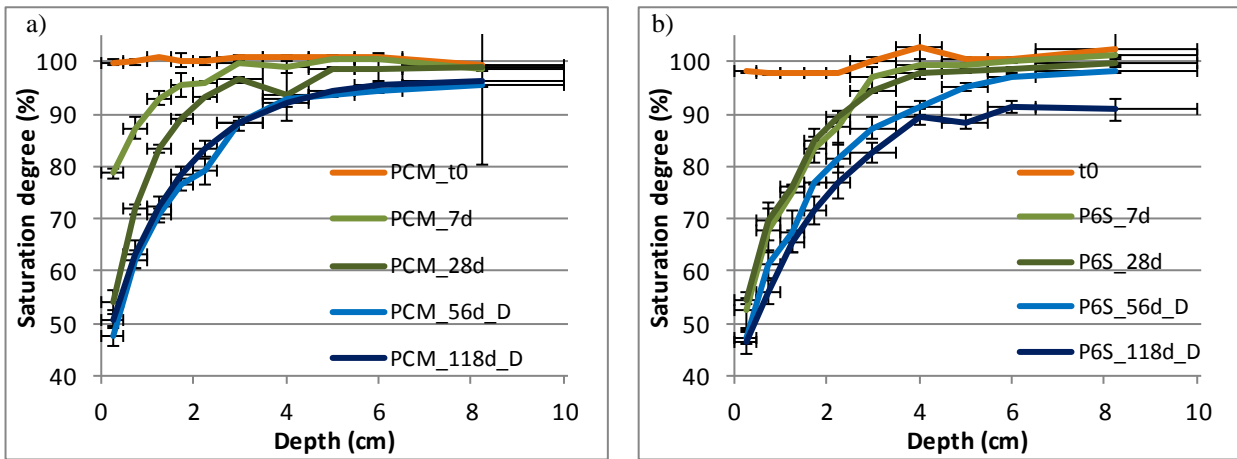 a)
Saturation degree (%)
100
90
80
70
60
50
40
0 2 4 6 8 10
Depth (cm)
PCM_t0
PCM_7d
PCM_28d
PCM_56d_D
PCM_118d_D
b)
Saturation degree (%)
100
90
80
70
60
50
40
0 2 4 6 8 10
Depth (cm)
t0
P6S_7d
P6S_28d
P6S_56d_D
P6S_118d_D